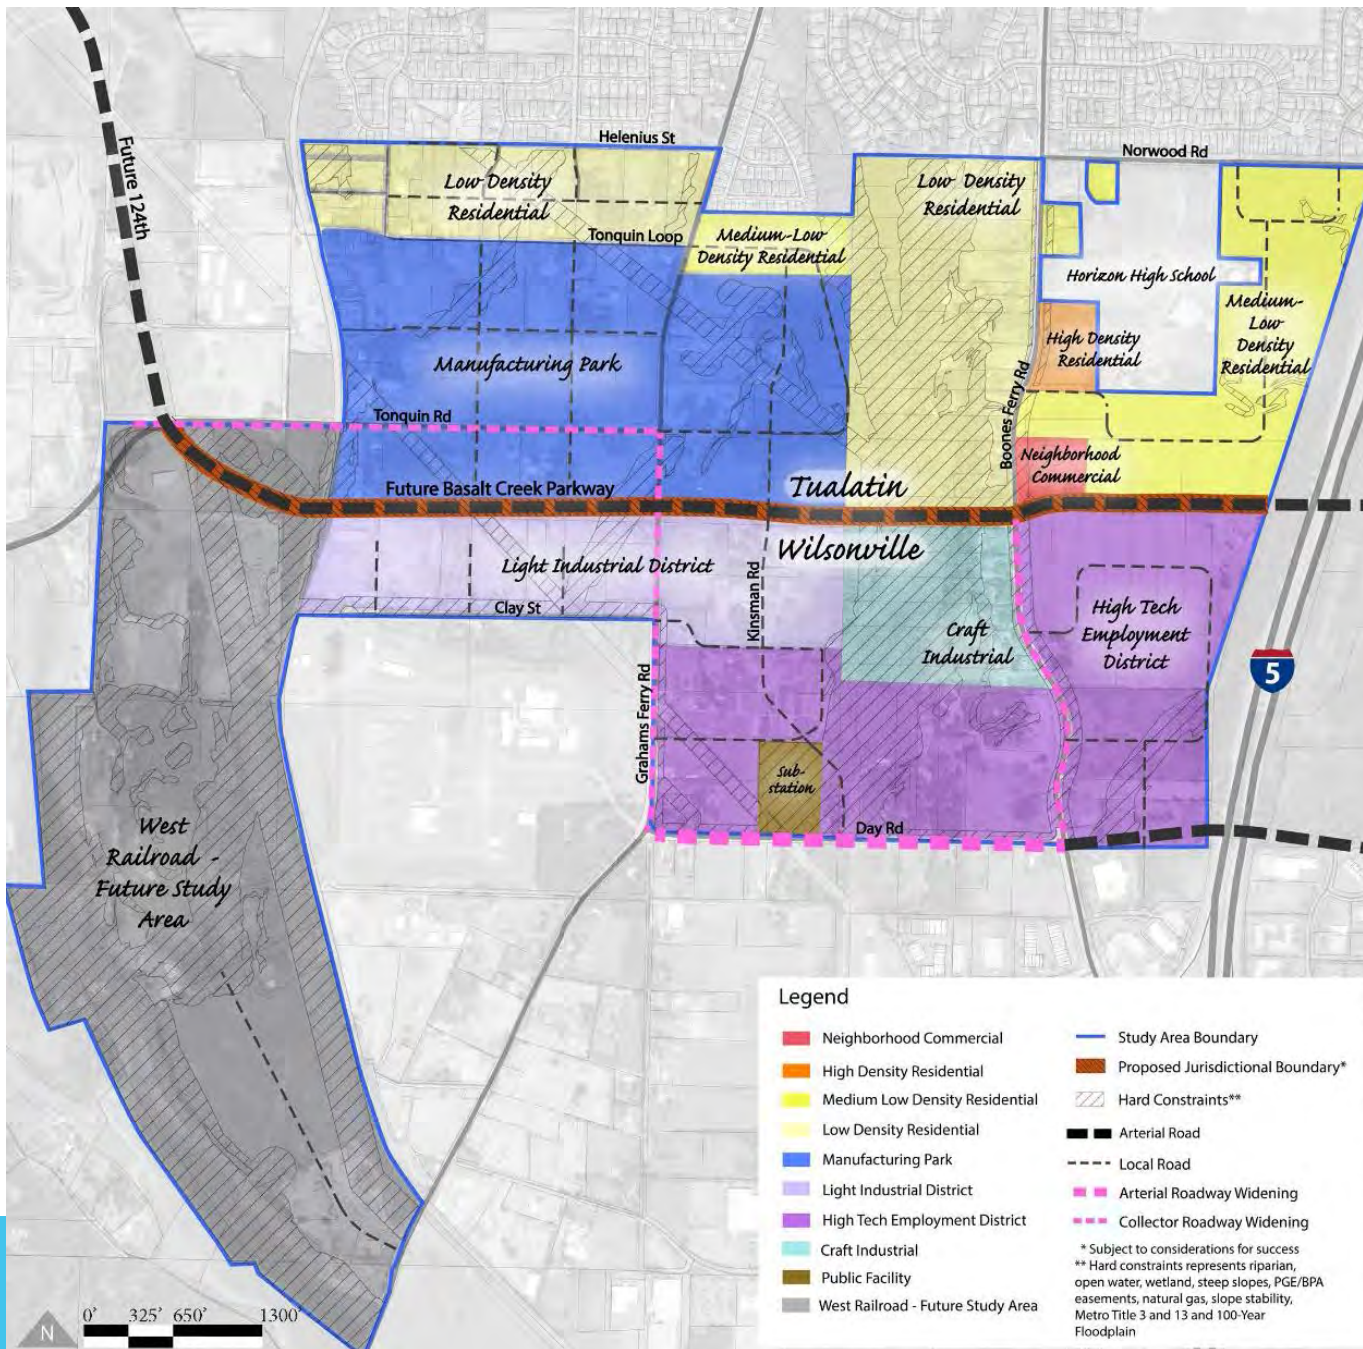 Helenius St
Norwood Rd
Future 124th
Low Density
Residential
Low Density
Residential
Tonquin Loop
Medium-Low
Density Residential
Horizon High School
Medium-
Low
Density
Residential
High Density
Residential
Manufacturing Park
Boones Ferry Rd
Tonquin Rd
Neighborhood
Commercial
Future Basalt Creek Parkway
Tualatin
Wilsonville
Light Industrial District
Kinsman Rd
Clay St
High Tech
Employment
District
Craft
Industrial
5
Grahams Ferry Rd
Sub-
station
Day Rd
West
Railroad -
Future Study
Area
Legend
Neighborhood Commercial
High Density Residential
Medium Low Density Residential
Low Density Residential
Manufacturing Park
Light Industrial District
High Tech Employment District
Craft Industrial
Public Facility
West Railroad - Future Study Area
Study Area Boundary
Proposed Jurisdictional Boundary*
Hard Constraints**
Arterial Road
Local Road
Arterial Roadway Widening
Collector Roadway Widening
* Subject to considerations for success
** Hard constraints represents riparian,
open water, wetland, steep slopes, PGE/BPA
easements, natural gas, slope stability,
Metro Title 3 and 13 and 100-Year
Floodplain
N
0' 325' 650' 1300'